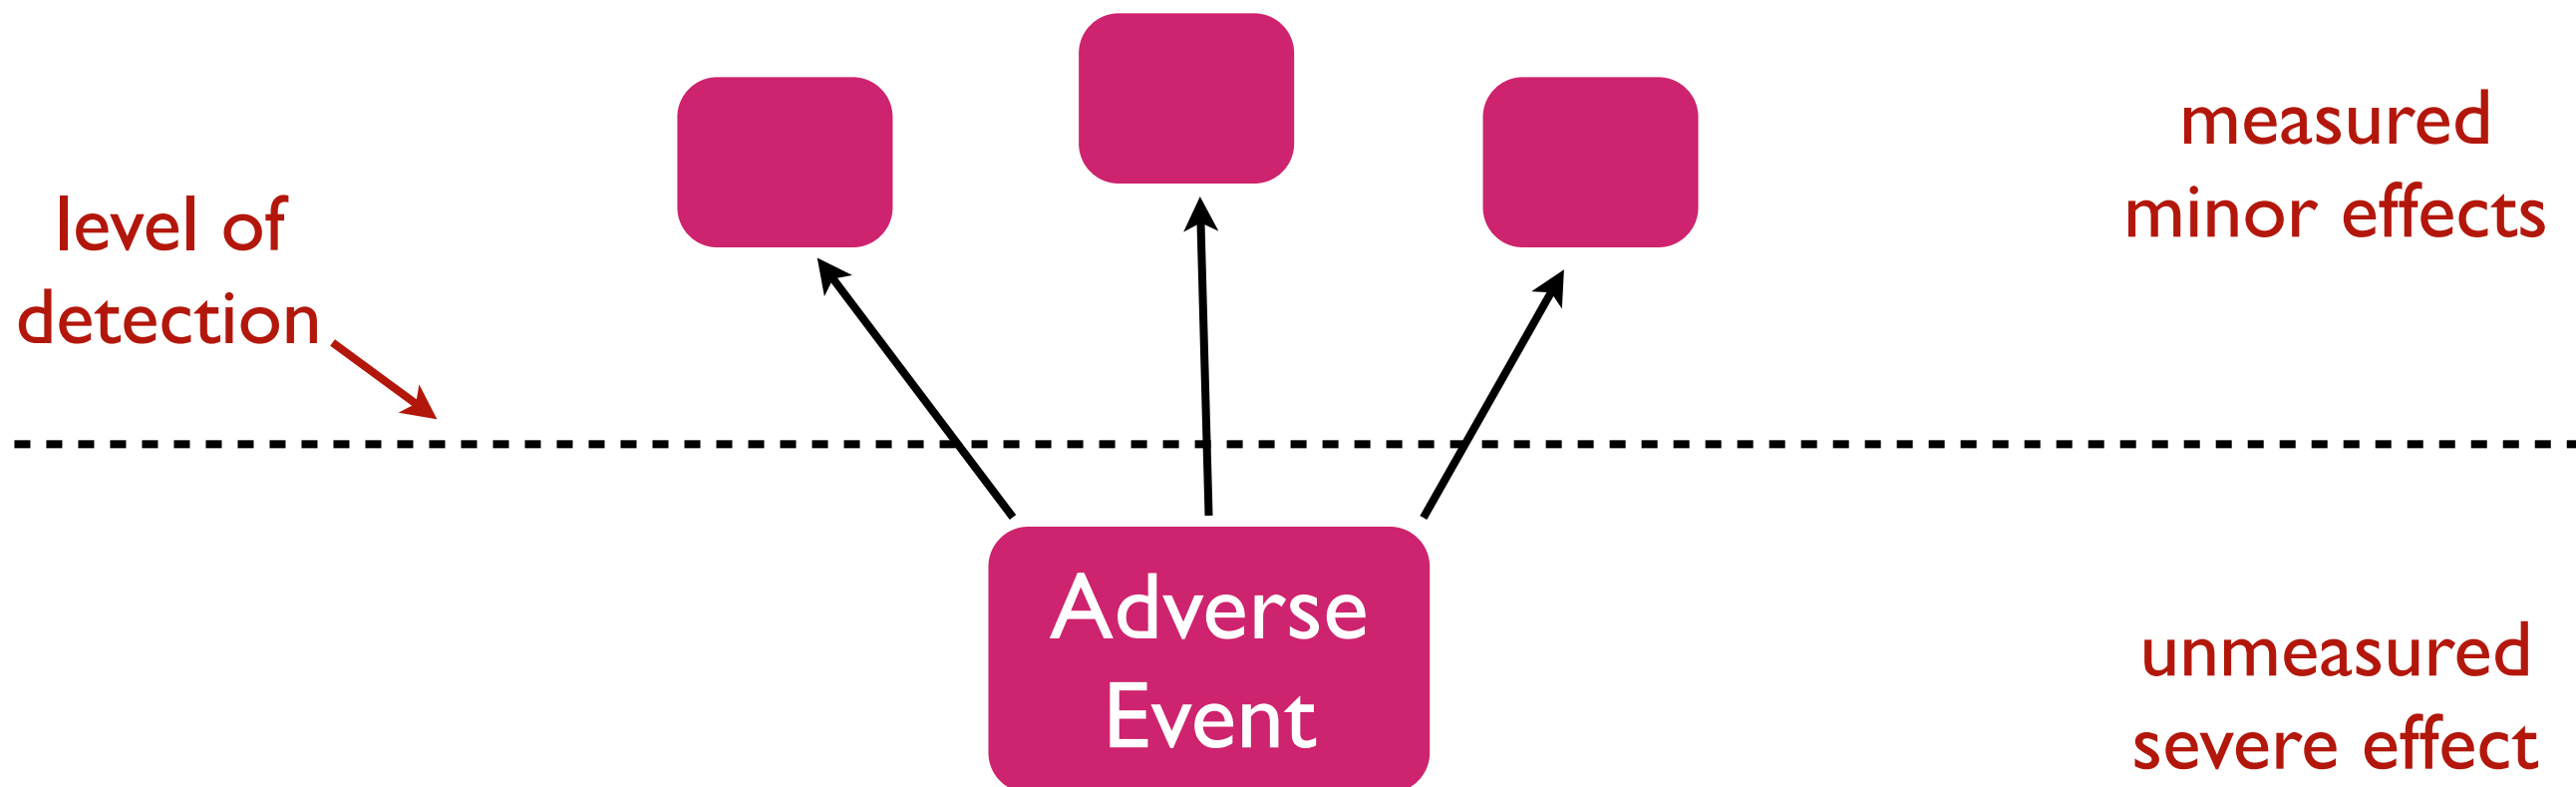 measured
minor effects
level of
detection
Adverse
Event
unmeasured
severe effect